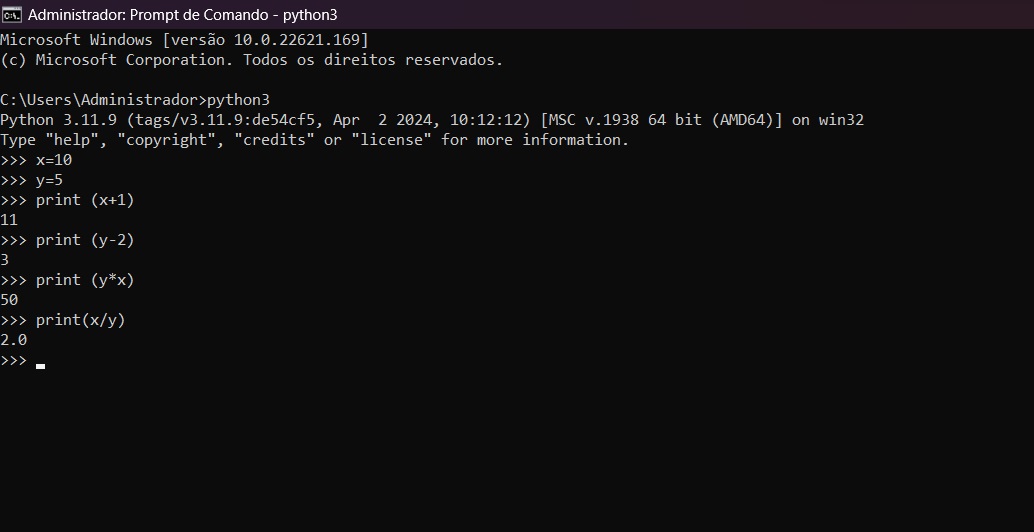 Administrador: Prompt de Comando - python3
Microsoft Windows [versão 10.0.22621.169]
(c) Microsoft Corporation. Todos os direitos reservados.
C:\Users\Administrador>python3
Python 3.11.9 (tags/v3.11.9:de54cf5, Apr  2 2024, 10:12:12) [MSC v.1938 64 bit (AMD64)] on win32
Type "help", "copyright", "credits" or "license" for more information.
>>> x=10
>>> y=5
>>> print (x+1)
11
>>> print (y-2)
3
>>> print (y*x)
50
>>> print(x/y)
2.0
>>>